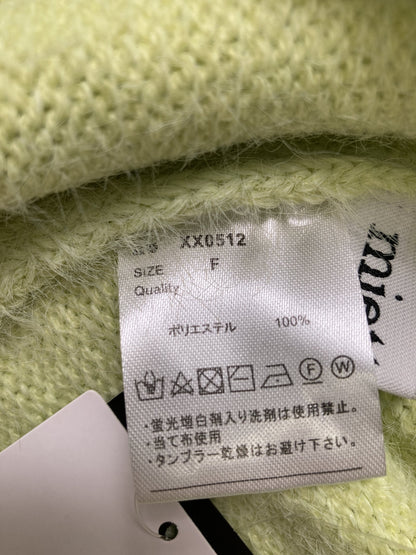 品番 XX0512
SIZE F
Quality
ポリエステル 100%
F W
・蛍光増白剤入り洗剤は使用禁止。
・当て布使用
・タンブラー乾燥はお避け下さい。